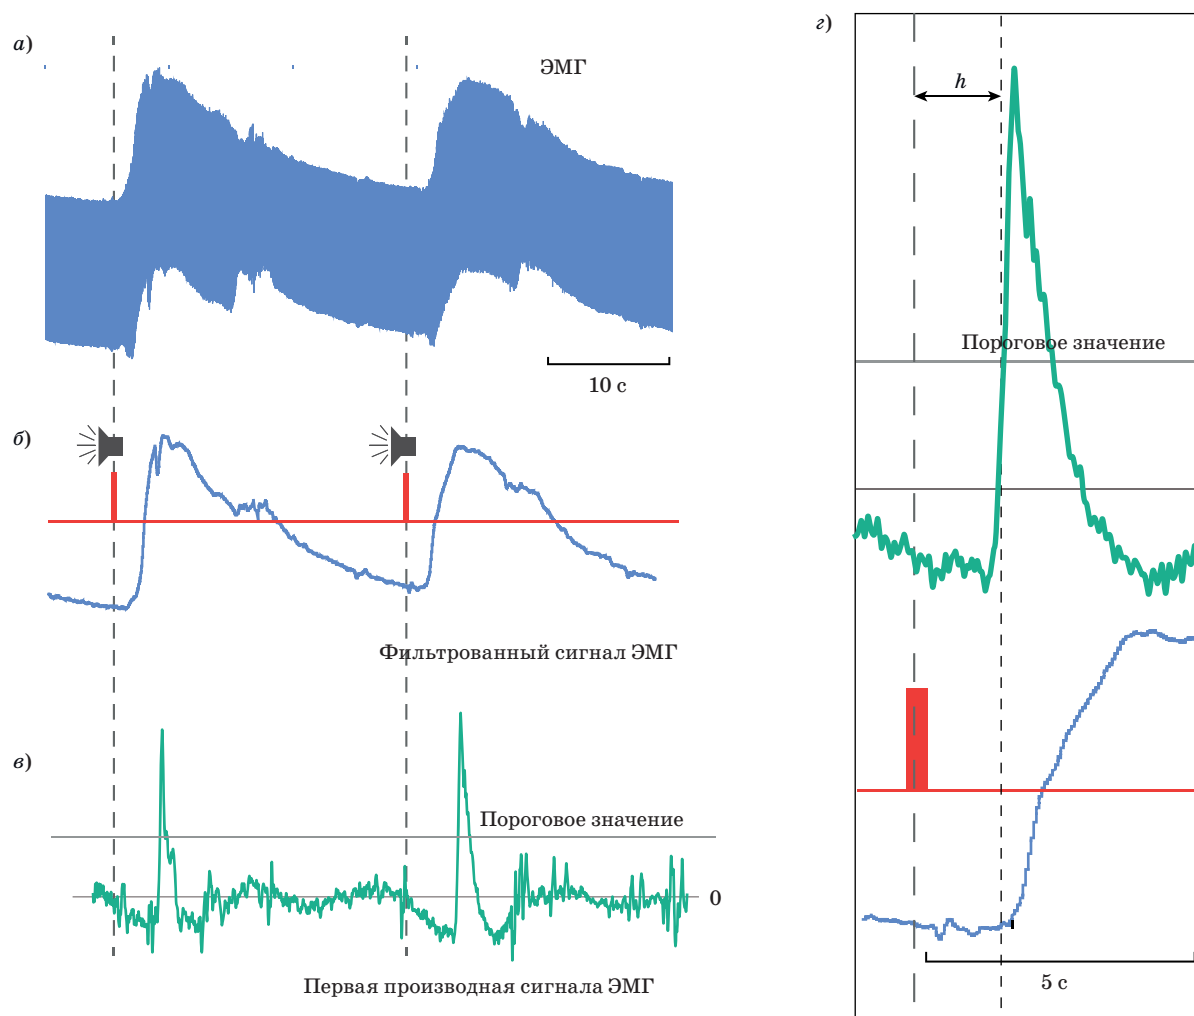 а)
ЭМГ
10 с
б)
Фильтрованный сигнал ЭМГ
в)
Пороговое значение
0
Первая производная сигнала ЭМГ
г)
h
Пороговое значение
5 с